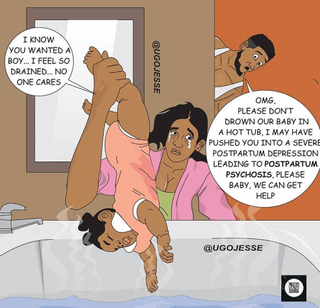 I KNOW
YOU WANTED A
BOY... I FEEL SO
DRAINED... NO
ONE CARES
@UGOJESSE
OMG,
PLEASE DON'T
DROWN OUR BABY IN
A HOT TUB, I MAY HAVE
PUSHED YOU INTO A SEVERE
POSTPARTUM DEPRESSION
LEADING TO POSTPARTUM
PSYCHOSIS, PLEASE
BABY, WE CAN GET
HELP
@UGOJESSE